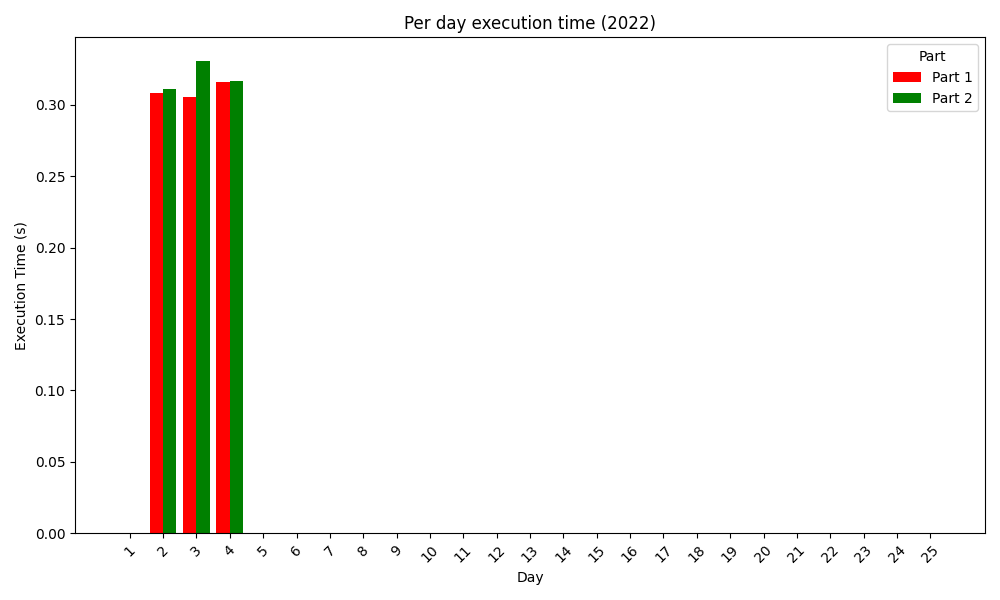 Per day execution time (2022)
Part
Part 1
Part 2
Execution Time (s)
0.30
0.25
0.20
0.15
0.10
0.05
0.00
1 2 3 4 5 6 7 8 9 10 11 12 13 14 15 16 17 18 19 20 21 22 23 24 25
Day